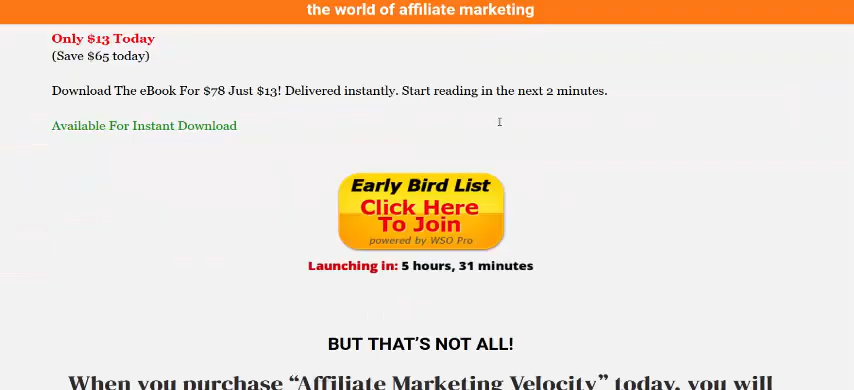 the world of affiliate marketing
Only $13 Today
(Save $65 today)
Download The eBook For $78 Just $13! Delivered instantly. Start reading in the next 2 minutes.
Available For Instant Download
Early Bird List
Click Here
To Join
powered by WSO Pro
Launching in: 5 hours, 31 minutes
BUT THAT’S NOT ALL!
When you purchase “Affiliate Marketing Velocity” today, you will